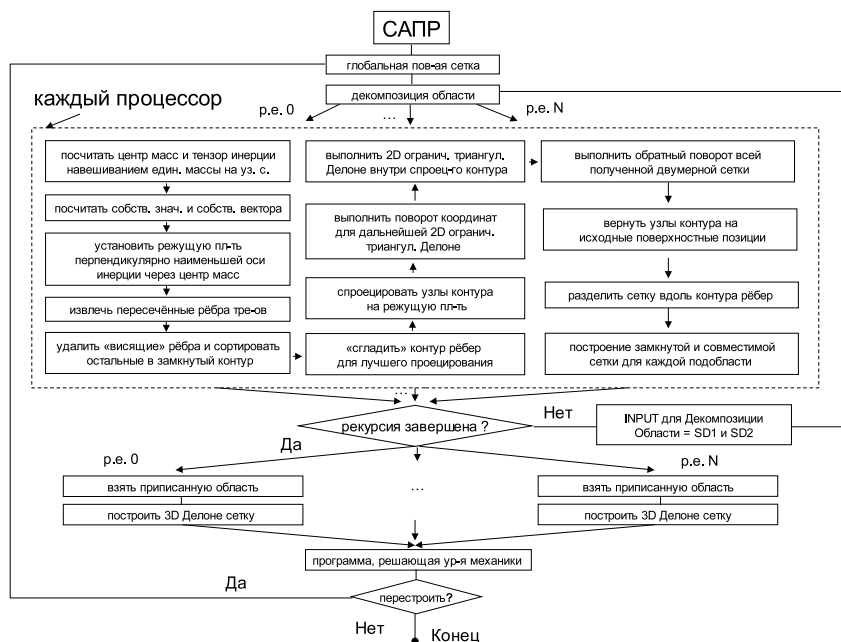 САПР
глобальная пов-ая сетка
декомпозиция области
каждый процессор
р.е. 0
...
р.е. N
посчитать центр масс и тензор инерции
навешиванием един. массы на уз. с.
посчитать собств. знач. и собств. вектора
установить режущую пл-ть
перпендикулярно наименьшей оси
инерции через центр масс
извлечь пересечённые рёбра тре-ов
удалить «висящие» рёбра и сортировать
остальные в замкнутый контур
выполнить 2D огранич. триангул.
Делоне внутри спроец-го контура
выполнить поворот координат
для дальнейшей 2D огранич.
триангул. Делоне
спроецировать узлы контура
на режущую пл-ть
«сгладить» контур рёбер
для лучшего проецирования
выполнить обратный поворот всей
полученной двумерной сетки
вернуть узлы контура на
исходные поверхностные позиции
разделить сетку вдоль контура рёбер
построение замкнутой и совместимой
сетки для каждой подобласти
...
рекурсия завершена ?
Нет
INPUT для Декомпозиции
Области = SD1 и SD2
Да
р.е. 0
р.е. N
взять приписанную область
построить 3D Делоне сетку
...
взять приписанную область
построить 3D Делоне сетку
программа, решающая ур-я механики
Да
перестроить?
Нет
Конец